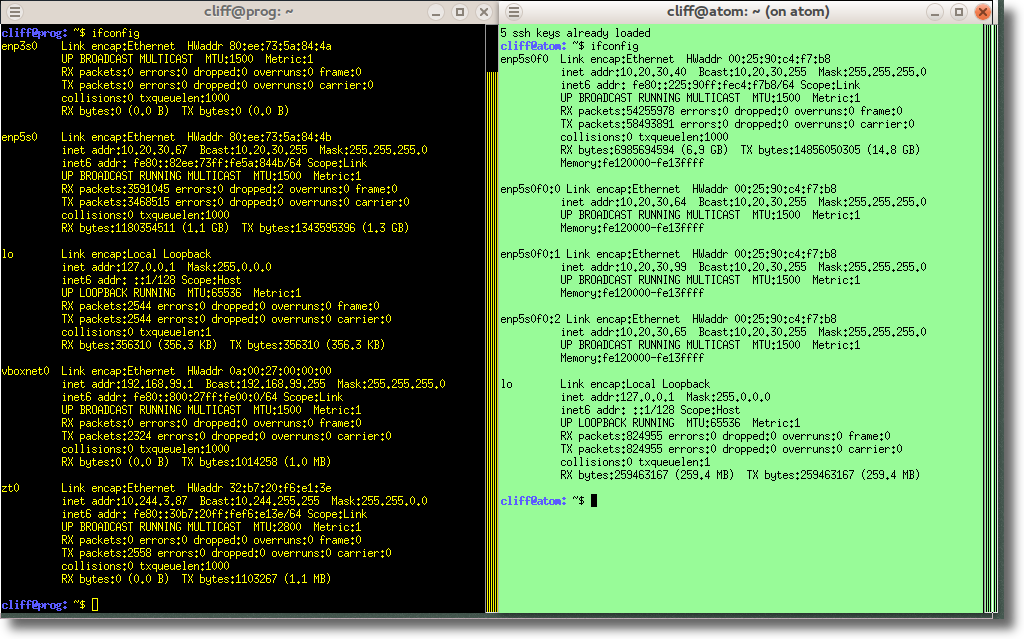 cliff@prog: ~
cliff@prog: ~$ ifconfig
enp3s0 Link encap:Ethernet HWaddr 80:ee:73:5a:84:4a
UP BROADCAST MULTICAST MTU:1500 Metric:1
RX packets:0 errors:0 dropped:0 overruns:0 frame:0
TX packets:0 errors:0 dropped:0 overruns:0 carrier:0
collisions:0 txqueuelen:1000
RX bytes:0 (0.0 B) TX bytes:0 (0.0 B)
enp5s0 Link encap:Ethernet HWaddr 80:ee:73:5a:84:4b
inet addr:10.20.30.67 Bcast:10.20.30.255 Mask:255.255.255.0
inet6 addr: fe80::82ee:73ff:fe5a:844b/64 Scope:Link
UP BROADCAST RUNNING MULTICAST MTU:1500 Metric:1
RX packets:3591045 errors:0 dropped:2 overruns:0 frame:0
TX packets:3468515 errors:0 dropped:0 overruns:0 carrier:0
collisions:0 txqueuelen:1000
RX bytes:1180354511 (1.1 GB) TX bytes:1343595396 (1.3 GB)
lo Link encap:Local Loopback
inet addr:127.0.0.1 Mask:255.0.0.0
inet6 addr: ::1/128 Scope:Host
UP LOOPBACK RUNNING MTU:65536 Metric:1
RX packets:2544 errors:0 dropped:0 overruns:0 frame:0
TX packets:2544 errors:0 dropped:0 overruns:0 carrier:0
collisions:0 txqueuelen:1
RX bytes:356310 (356.3 KB) TX bytes:356310 (356.3 KB)
vboxnet0 Link encap:Ethernet HWaddr 0a:00:27:00:00:00
inet addr:192.168.99.1 Bcast:192.168.99.255 Mask:255.255.255.0
inet6 addr: fe80::800:27ff:fe00:0/64 Scope:Link
UP BROADCAST RUNNING MULTICAST MTU:1500 Metric:1
RX packets:0 errors:0 dropped:0 overruns:0 frame:0
TX packets:2324 errors:0 dropped:0 overruns:0 carrier:0
collisions:0 txqueuelen:1000
RX bytes:0 (0.0 B) TX bytes:1014258 (1.0 MB)
zt0 Link encap:Ethernet HWaddr 32:b7:20:f6:e1:3e
inet addr:10.244.3.87 Bcast:10.244.255.255 Mask:255.255.0.0
inet6 addr: fe80::30b7:20ff:fef6:e13e/64 Scope:Link
UP BROADCAST RUNNING MULTICAST MTU:2800 Metric:1
RX packets:0 errors:0 dropped:0 overruns:0 frame:0
TX packets:2558 errors:0 dropped:0 overruns:0 carrier:0
collisions:0 txqueuelen:1000
RX bytes:0 (0.0 B) TX bytes:1103267 (1.1 MB)
cliff@prog: ~$
cliff@atom: ~ (on atom)
5 ssh keys already loaded
cliff@atom: ~$ ifconfig
enp5s0f0 Link encap:Ethernet HWaddr 00:25:90:c4:f7:b8
inet addr:10.20.30.40 Bcast:10.20.30.255 Mask:255.255.255.0
inet6 addr: fe80::225:90ff:fec4:f7b8/64 Scope:Link
UP BROADCAST RUNNING MULTICAST MTU:1500 Metric:1
RX packets:54255978 errors:0 dropped:0 overruns:0 frame:0
TX packets:58493891 errors:0 dropped:0 overruns:0 carrier:0
collisions:0 txqueuelen:1000
RX bytes:6985694594 (6.9 GB) TX bytes:14856050305 (14.8 GB)
Memory:fe120000-fe13ffff
enp5s0f0:0 Link encap:Ethernet HWaddr 00:25:90:c4:f7:b8
inet addr:10.20.30.64 Bcast:10.20.30.255 Mask:255.255.255.0
UP BROADCAST RUNNING MULTICAST MTU:1500 Metric:1
Memory:fe120000-fe13ffff
enp5s0f0:1 Link encap:Ethernet HWaddr 00:25:90:c4:f7:b8
inet addr:10.20.30.99 Bcast:10.20.30.255 Mask:255.255.255.0
UP BROADCAST RUNNING MULTICAST MTU:1500 Metric:1
Memory:fe120000-fe13ffff
enp5s0f0:2 Link encap:Ethernet HWaddr 00:25:90:c4:f7:b8
inet addr:10.20.30.65 Bcast:10.20.30.255 Mask:255.255.255.0
UP BROADCAST RUNNING MULTICAST MTU:1500 Metric:1
Memory:fe120000-fe13ffff
lo Link encap:Local Loopback
inet addr:127.0.0.1 Mask:255.0.0.0
inet6 addr: ::1/128 Scope:Host
UP LOOPBACK RUNNING MTU:65536 Metric:1
RX packets:824955 errors:0 dropped:0 overruns:0 frame:0
TX packets:824955 errors:0 dropped:0 overruns:0 carrier:0
collisions:0 txqueuelen:1
RX bytes:259463167 (259.4 MB) TX bytes:259463167 (259.4 MB)
cliff@atom: ~$